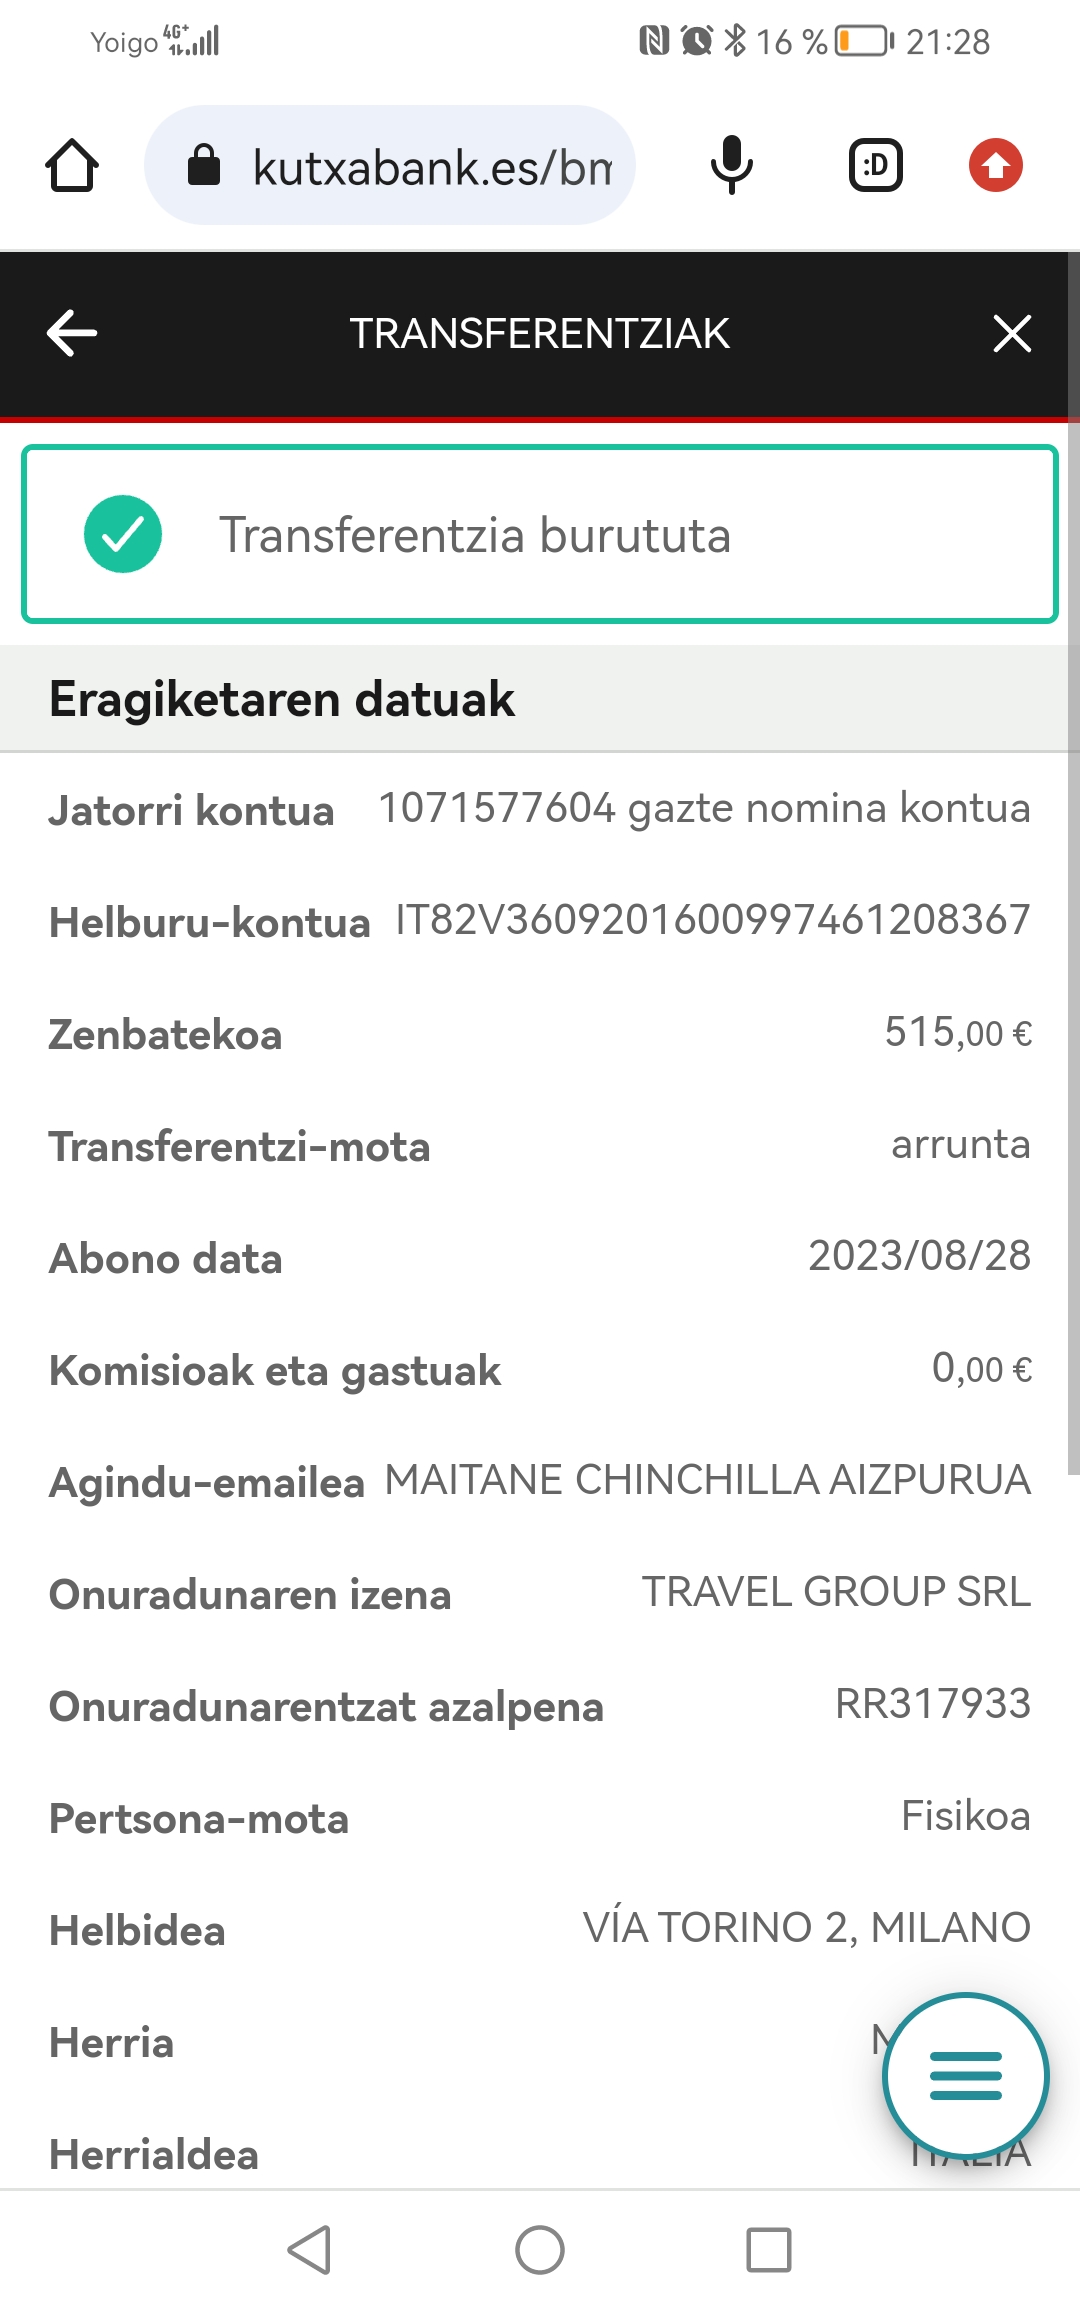 Yoigo 4G+ 16 % 21:28
kutxabank.es/bm
:D
TRANSFERENTZIAK
Transferentzia burututa
Eragiketaren datuak
Jatorri kontua 1071577604 gazte nomina kontua
Helburu-kontua IT82V3609201600997461208367
Zenbatekoa 515,00 €
Transferentzi-mota arrunta
Abono data 2023/08/28
Komisioak eta gastuak 0,00 €
Agindu-emailea MAITANE CHINCHILLA AIZPURUA
Onuradunaren izena TRAVEL GROUP SRL
Onuradunarentzat azalpena RR317933
Pertsona-mota Fisikoa
Helbidea VÍA TORINO 2, MILANO
Herria
Herrialdea ITALIA